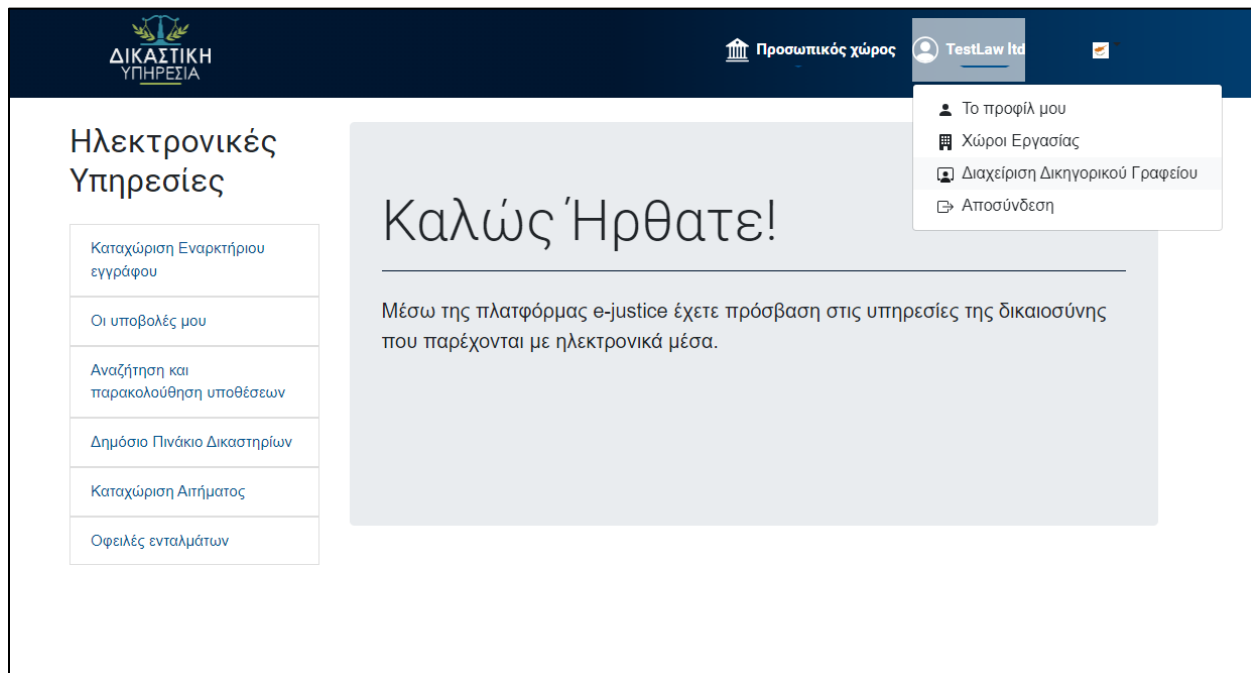 ΔΙΚΑΣΤΙΚΗ
ΥΠΗΡΕΣΙΑ
Προσωπικός χώρος
TestLaw ltd
Το προφίλ μου
Χώροι Εργασίας
Διαχείριση Δικηγορικού Γραφείου
Αποσύνδεση
Ηλεκτρονικές
Υπηρεσίες
Καταχώριση Εναρκτήριου
εγγράφου
Οι υποβολές μου
Αναζήτηση και
παρακολούθηση υποθέσεων
Δημόσιο Πινάκιο Δικαστηρίων
Καταχώριση Αιτήματος
Οφειλές ενταλμάτων
Καλώς Ήρθατε!
Μέσω της πλατφόρμας e-justice έχετε πρόσβαση στις υπηρεσίες της δικαιοσύνης
που παρέχονται με ηλεκτρονικά μέσα.